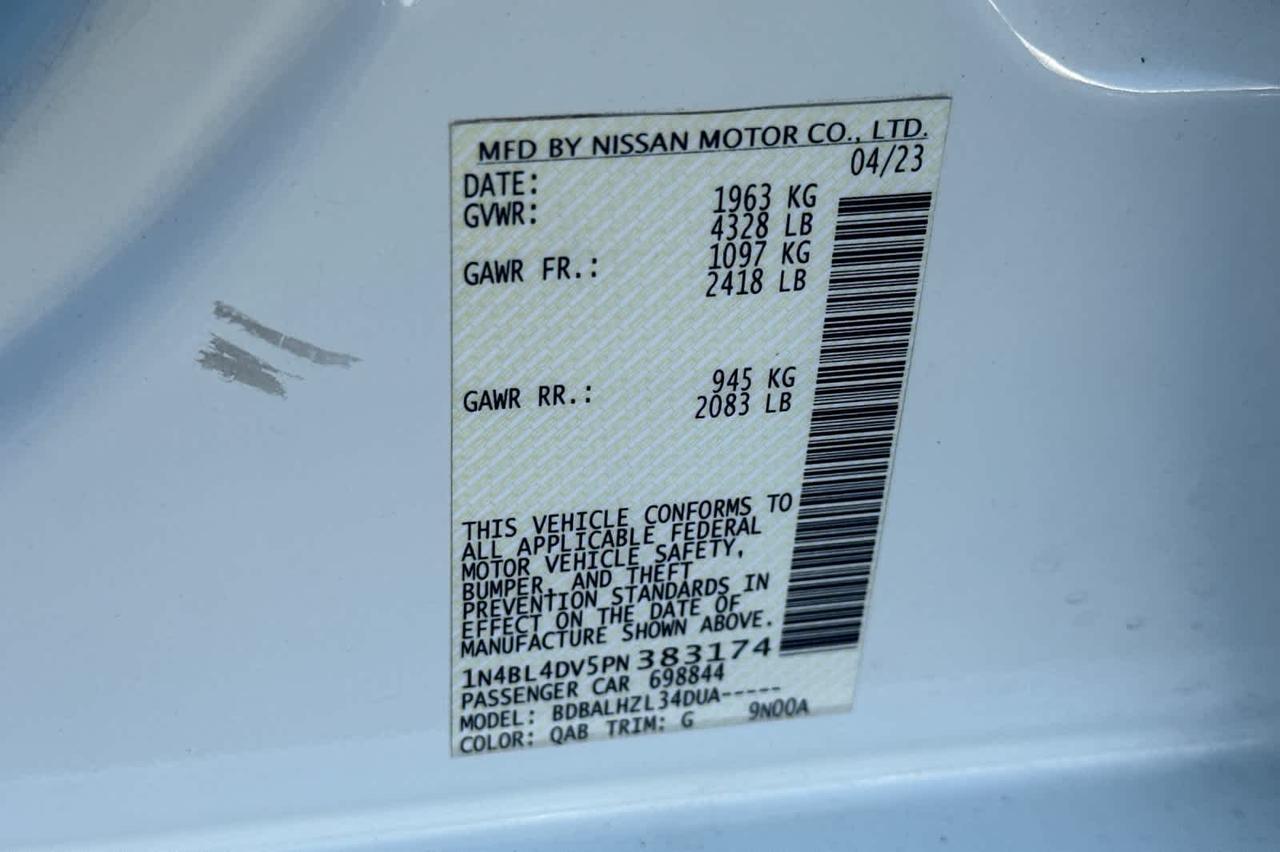 MFD BY NISSAN MOTOR CO., LTD.
DATE: 04/23
GVWR: 1963 KG
4328 LB
GAWR FR.: 1097 KG
2418 LB
GAWR RR.: 945 KG
2083 LB
THIS VEHICLE CONFORMS TO
ALL APPLICABLE FEDERAL
MOTOR VEHICLE SAFETY,
BUMPER, AND THEFT
PREVENTION STANDARDS IN
EFFECT ON THE DATE OF
MANUFACTURE SHOWN ABOVE.
1N4BL4DV5PN 383174
PASSENGER CAR 698844
MODEL: BDBALHZL34DUA-----
COLOR: QAB TRIM: G 9N00A